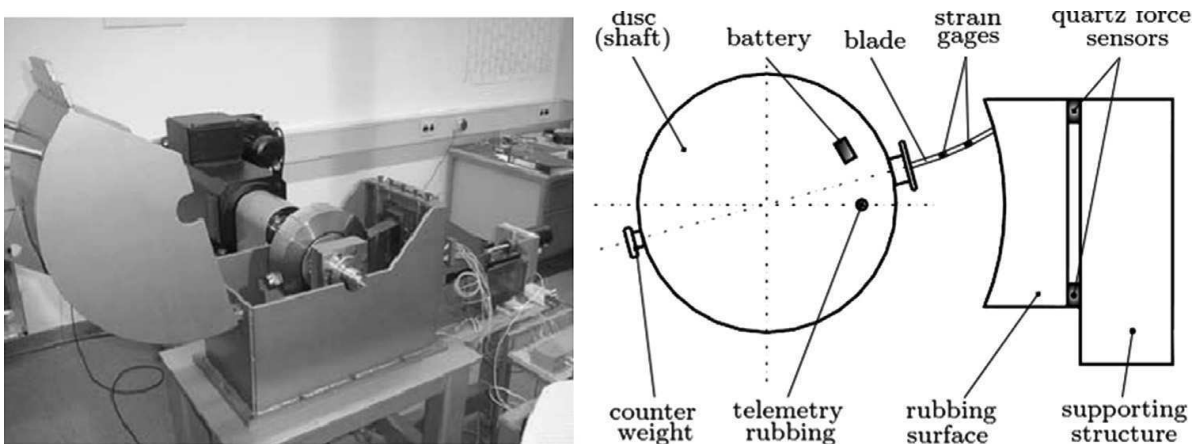 disc
(shaft)
battery
blade
strain
gages
quartz force
sensors
counter
weight
telemetry
rubbing
rubbing
surface
supporting
structure